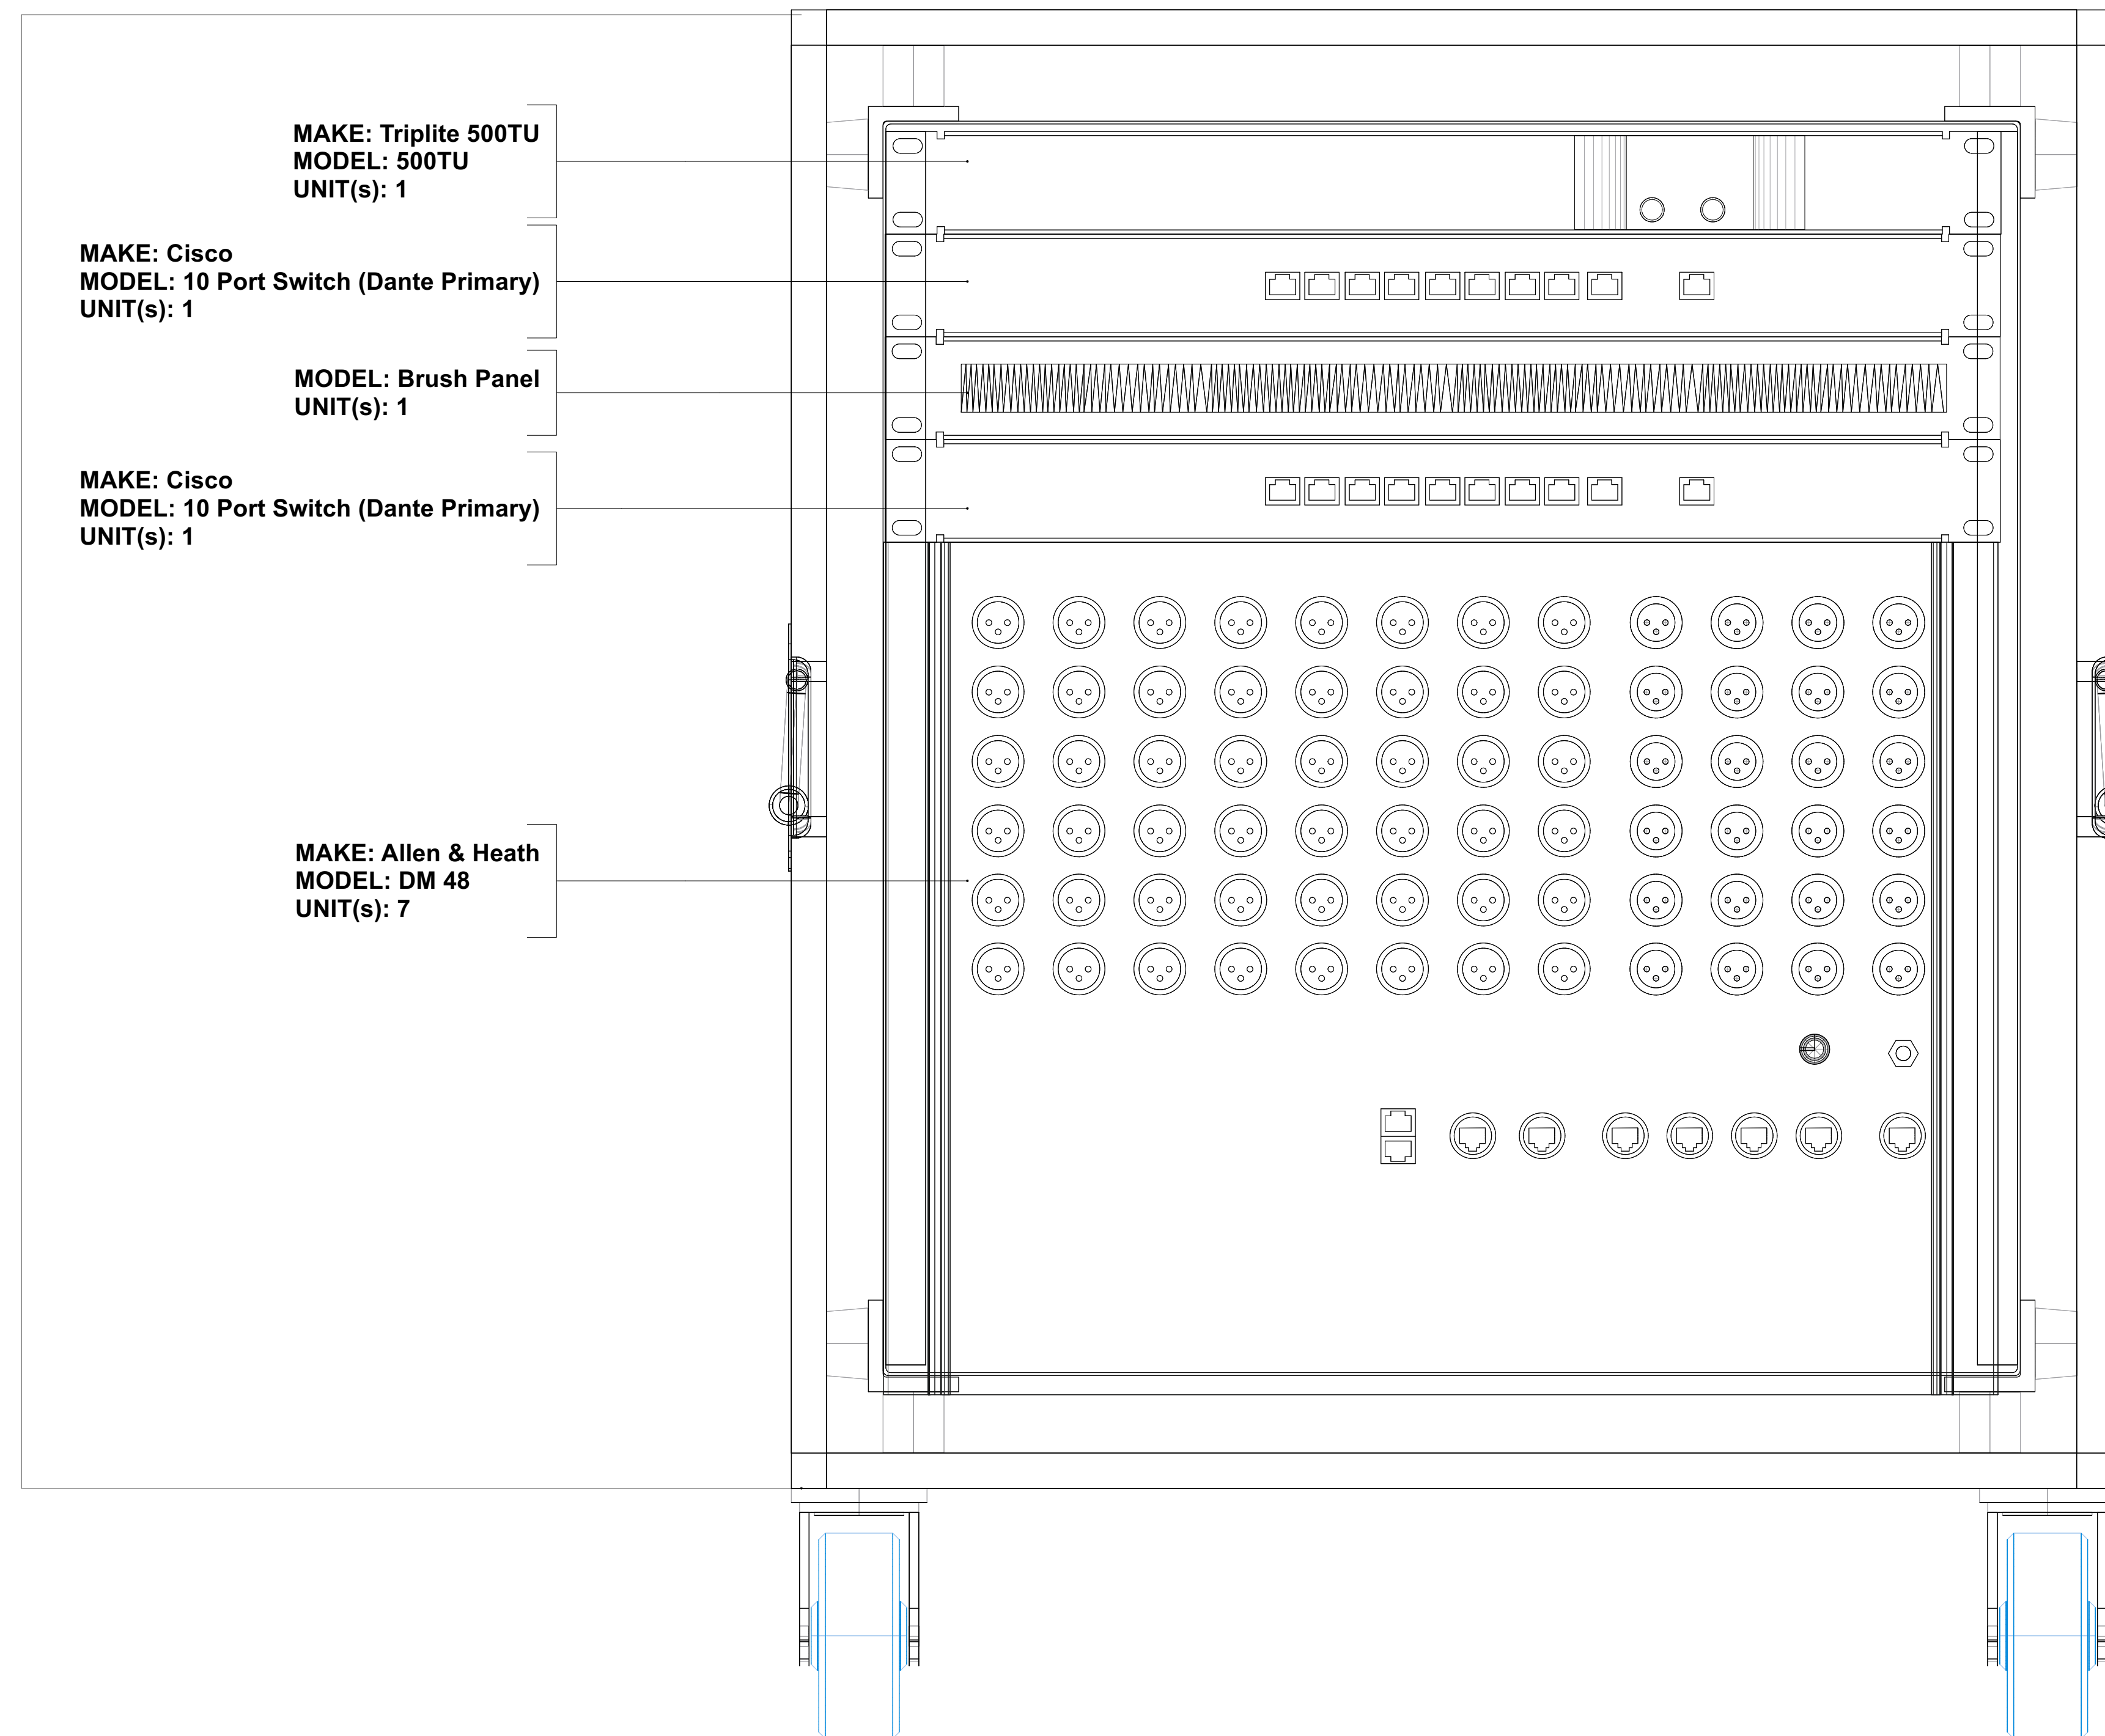 MAKE: Triplite 500TU
MODEL: 500TU
UNIT(s): 1
MAKE: Cisco
MODEL: 10 Port Switch (Dante Primary)
UNIT(s): 1
MODEL: Brush Panel
UNIT(s): 1
MAKE: Cisco
MODEL: 10 Port Switch (Dante Primary)
UNIT(s): 1
MAKE: Allen & Heath
MODEL: DM 48
UNIT(s): 7